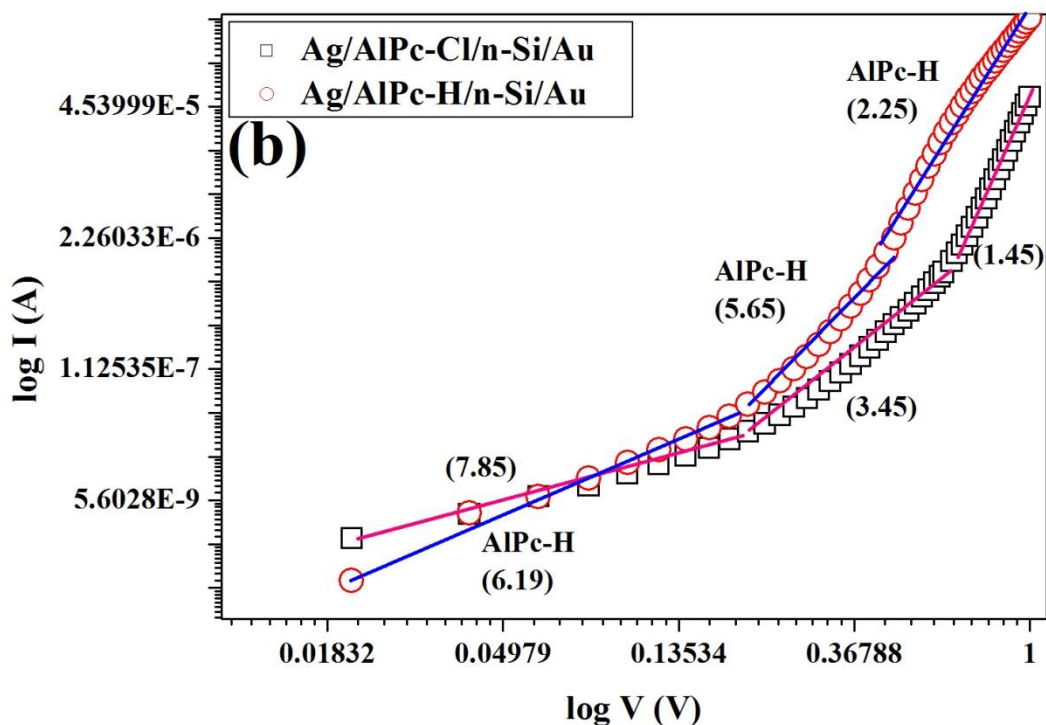 Ag/AlPc-Cl/n-Si/Au
Ag/AlPc-H/n-Si/Au
(b)
AlPc-H
(2.25)
AlPc-H
(5.65)
(1.45)
(3.45)
(7.85)
AlPc-H
(6.19)
4.53999E-5
2.26033E-6
1.12535E-7
5.6028E-9
log I (A)
0.01832 0.04979 0.13534 0.36788 1
log V (V)